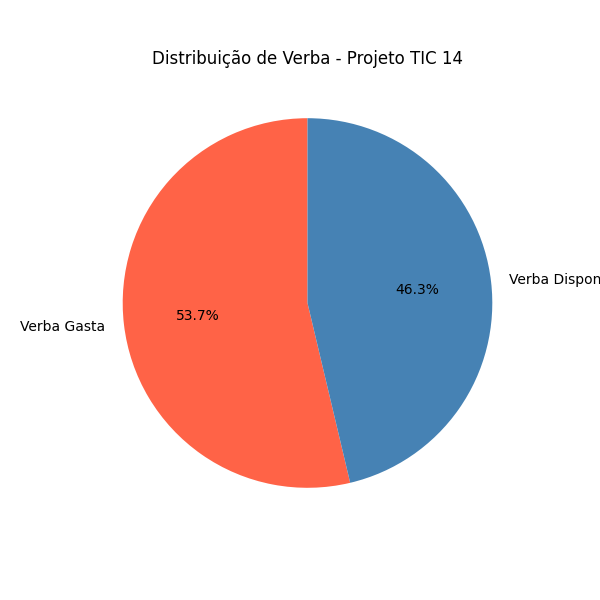 Distribuição de Verba - Projeto TIC 14
46.3%
Verba Dispon
53.7%
Verba Gasta